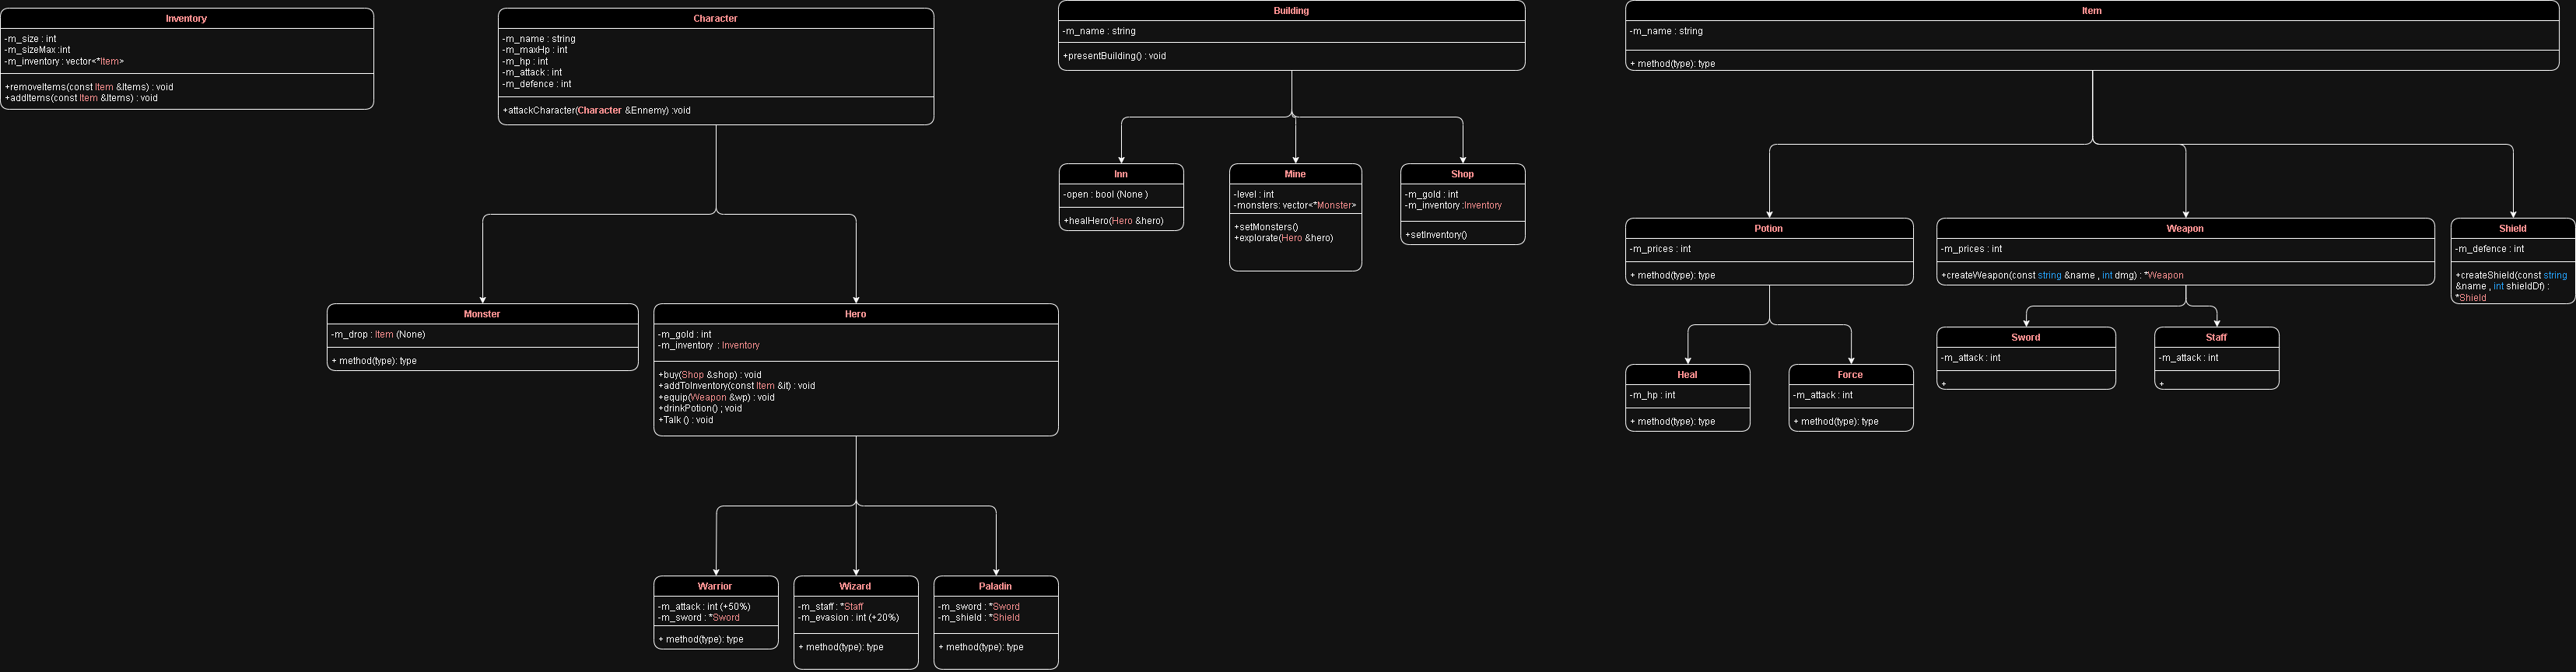 Inventory
-m_size : int
-m_sizeMax :int
-m_inventory : vector<*Item>
+removeItems(const Item &Items) : void
+addItems(const Item &Items) : void
Character
-m_name : string
-m_maxHp : int
-m_hp : int
-m_attack : int
-m_defence : int
+attackCharacter(Character &Ennemy) :void
Building
-m_name : string
+presentBuilding() : void
Item
-m_name : string
+ method(type): type
Inn
-open : bool (None )
+healHero(Hero &hero)
Mine
-level : int
-monsters: vector<*Monster>
+setMonsters()
+explorate(Hero &hero)
Shop
-m_gold : int
-m_inventory :Inventory
+setInventory()
Potion
-m_prices : int
+ method(type): type
Weapon
-m_prices : int
+createWeapon(const string &name , int dmg) : *Weapon
Shield
-m_defence : int
+createShield(const string
&name , int shieldDf) :
*Shield
Monster
-m_drop : Item (None)
+ method(type): type
Hero
-m_gold : int
-m_inventory : Inventory
+buy(Shop &shop) : void
+addToInventory(const Item &it) : void
+equip(Weapon &wp) : void
+drinkPotion() ; void
+Talk () : void
Sword
-m_attack : int
+
Staff
-m_attack : int
+
Heal
-m_hp : int
+ method(type): type
Force
-m_attack : int
+ method(type): type
Warrior
-m_attack : int (+50%)
-m_sword : *Sword
+ method(type): type
Wizard
-m_staff : *Staff
-m_evasion : int (+20%)
+ method(type): type
Paladin
-m_sword : *Sword
-m_shield : *Shield
+ method(type): type